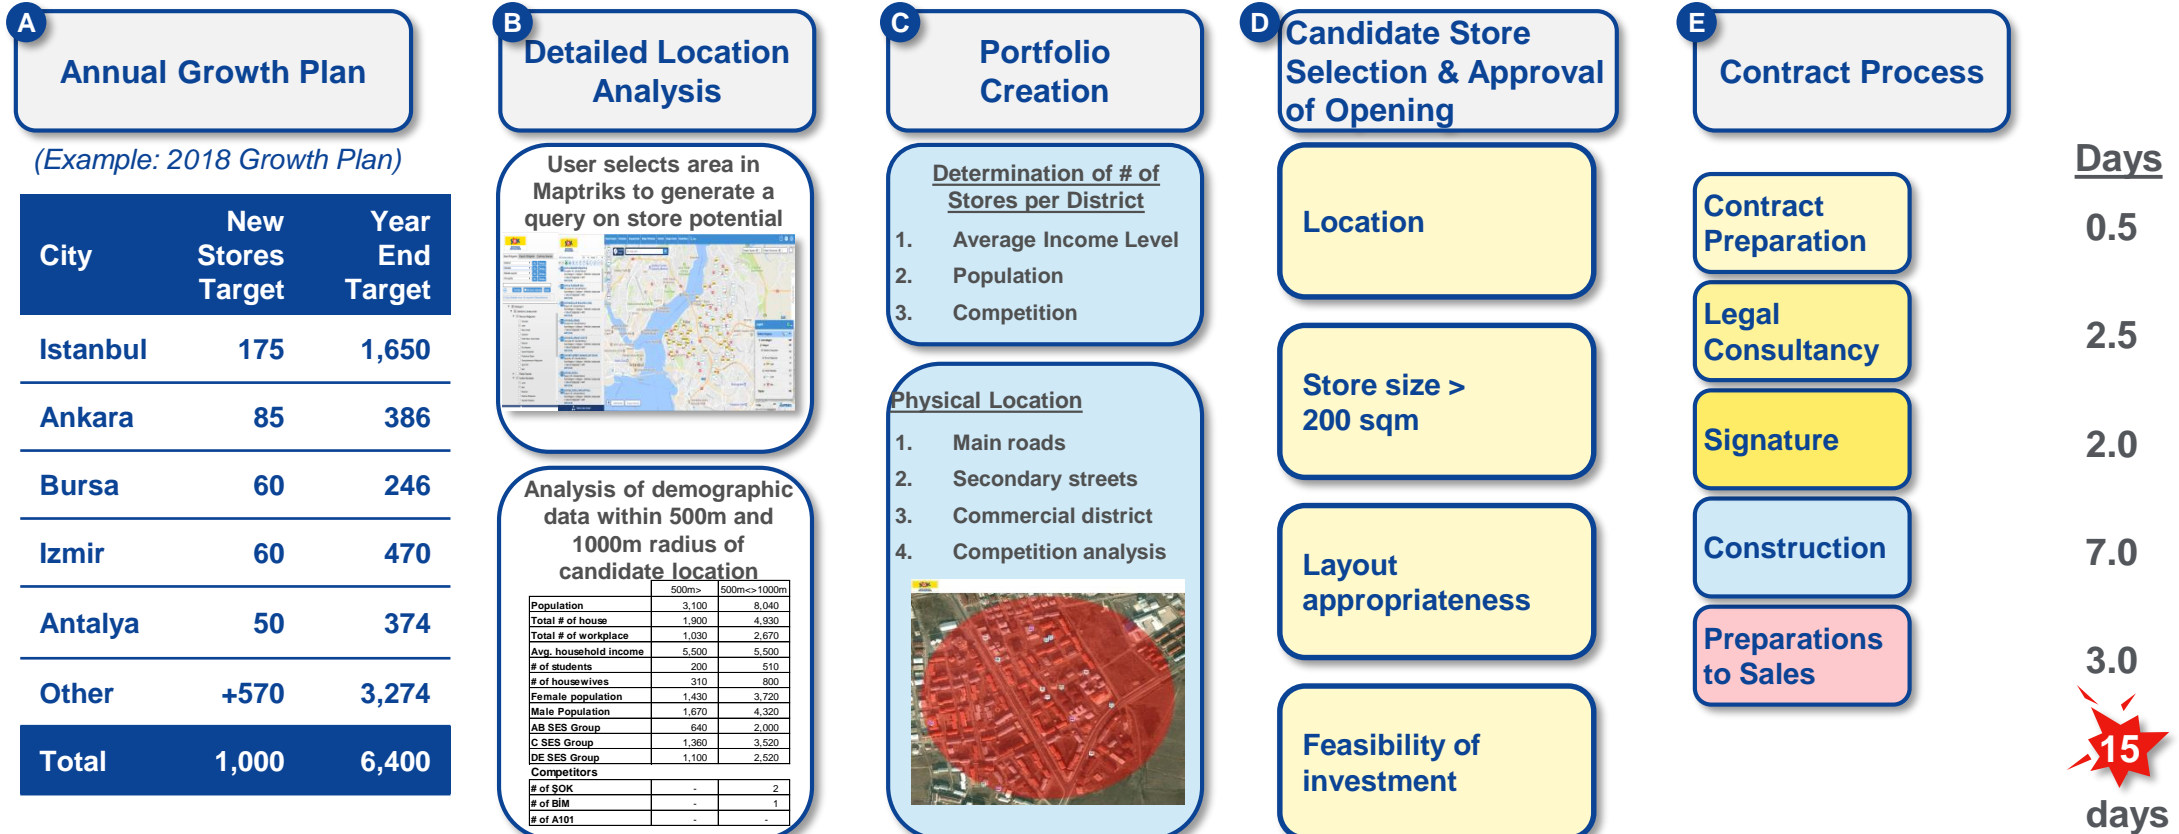 A
Annual Growth Plan
(Example: 2018 Growth Plan)
City New Stores Target Year End Target
Istanbul 175 1,650
Ankara 85 386
Bursa 60 246
Izmir 60 470
Antalya 50 374
Other +570 3,274
Total 1,000 6,400
B
Detailed Location
Analysis
User selects area in
Maptriks to generate a
query on store potential
Analysis of demographic
data within 500m and
1000m radius of
candidate location
500m> 500m<>1000m
Population 3,100 8,040
Total # of house 1,900 4,930
Total # of workplace 1,030 2,670
Avg. household income 5,500 5,500
# of students 200 510
# of housewives 310 800
Female population 1,430 3,720
Male Population 1,670 4,320
AB SES Group 640 2,000
C SES Group 1,360 3,520
DE SES Group 1,100 2,520
Competitors
# of ŞOK - 2
# of BİM - 1
# of A101 - -
C
Portfolio
Creation
Determination of # of
Stores per District
1. Average Income Level
2. Population
3. Competition
Physical Location
1. Main roads
2. Secondary streets
3. Commercial district
4. Competition analysis
D
Candidate Store
Selection & Approval
of Opening
Location
Store size >
200 sqm
Layout
appropriateness
Feasibility of
investment
E
Contract Process
Days
Contract
Preparation
0.5
Legal
Consultancy
2.5
Signature
2.0
Construction
7.0
Preparations
to Sales
3.0
15
days